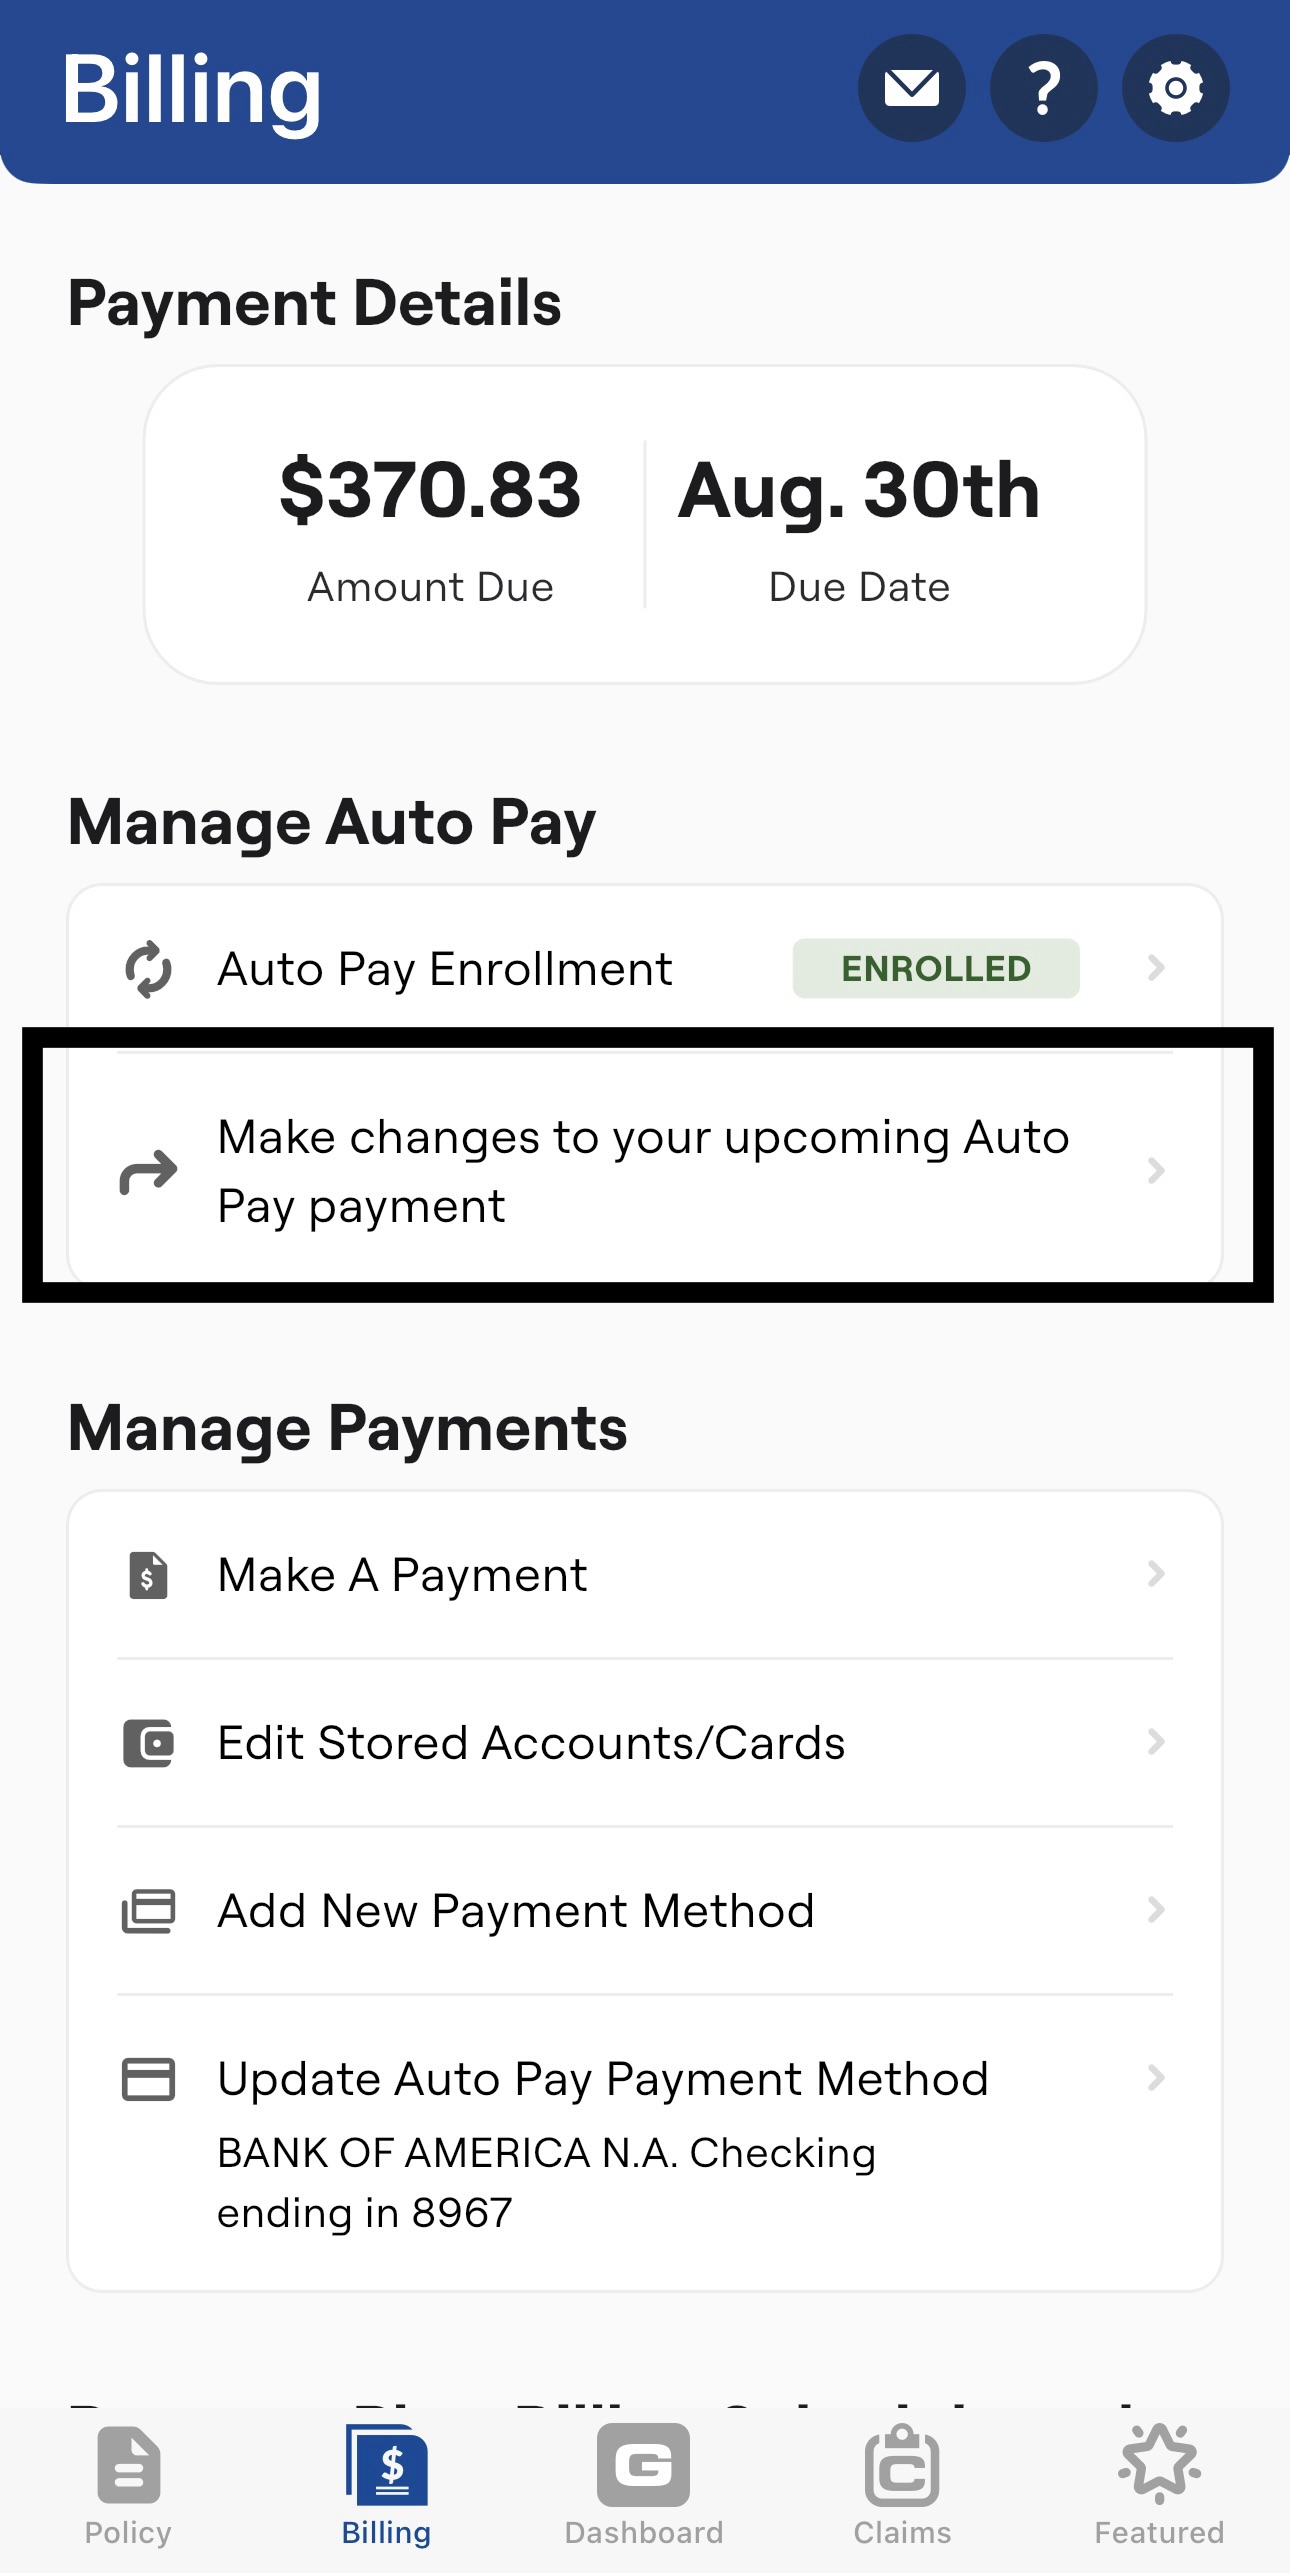 Billing
?
Payment Details
$370.83
Amount Due
Aug. 30th
Due Date
Manage Auto Pay
Auto Pay Enrollment
ENROLLED
Make changes to your upcoming Auto
Pay payment
Manage Payments
$
Make A Payment
Edit Stored Accounts/Cards
Add New Payment Method
Update Auto Pay Payment Method
BANK OF AMERICA N.A. Checking
ending in 8967
Policy
$
Billing
G
Dashboard
C
Claims
Featured